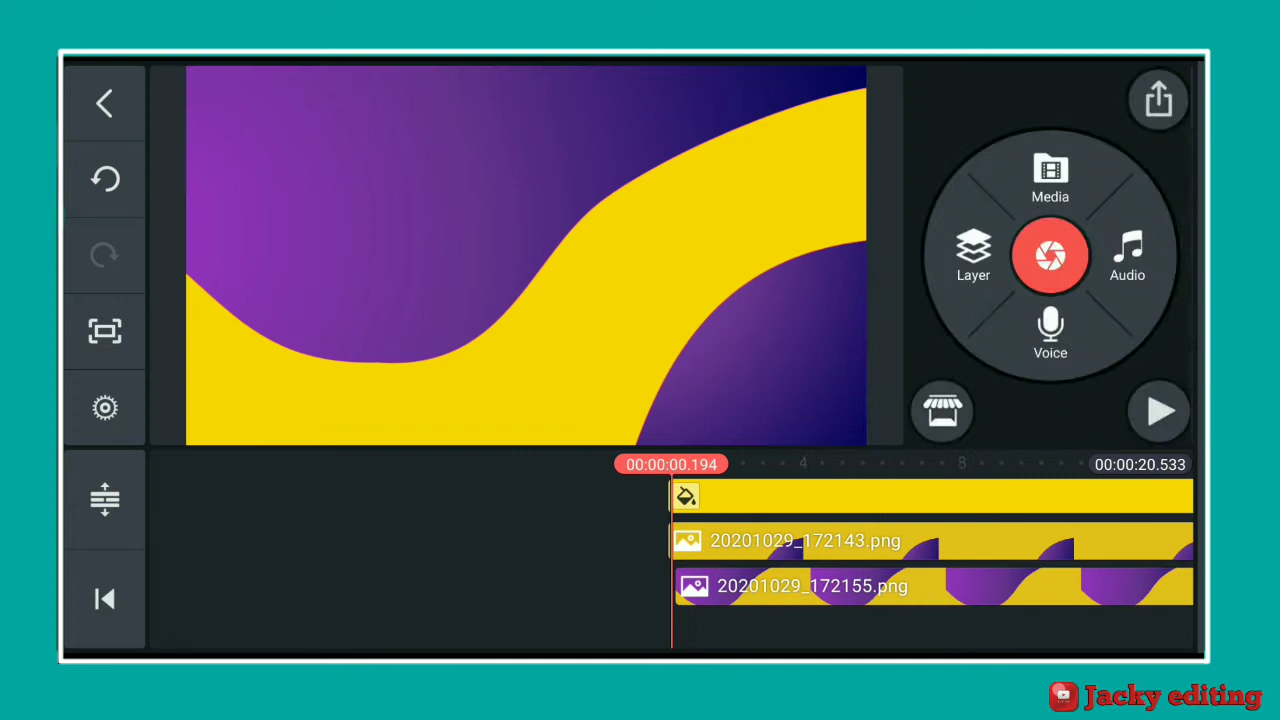 Media
Layer
Audio
Voice
00:00:00.194
4
8
00:00:20.533
20201029_172143.png
20201029_172155.png
Jacky editing